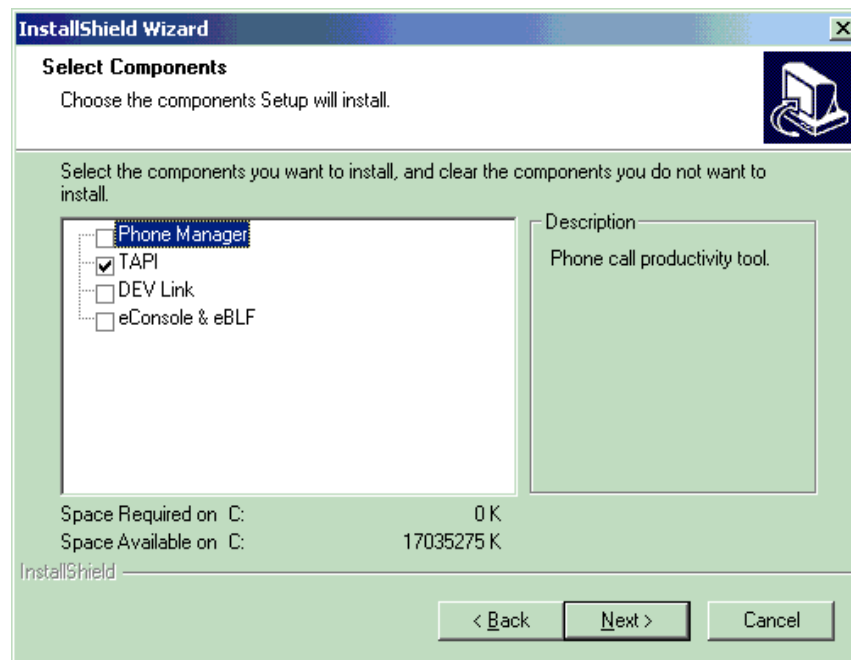 InstallShield Wizard
Select Components
Choose the components Setup will install.
Select the components you want to install, and clear the components you do not want to
install.
Phone Manager
TAPI
DEV Link
eConsole & eBLF
Description
Phone call productivity tool.
Space Required on C: 0 K
Space Available on C: 17035275 K
InstallShield
< Back Next > Cancel